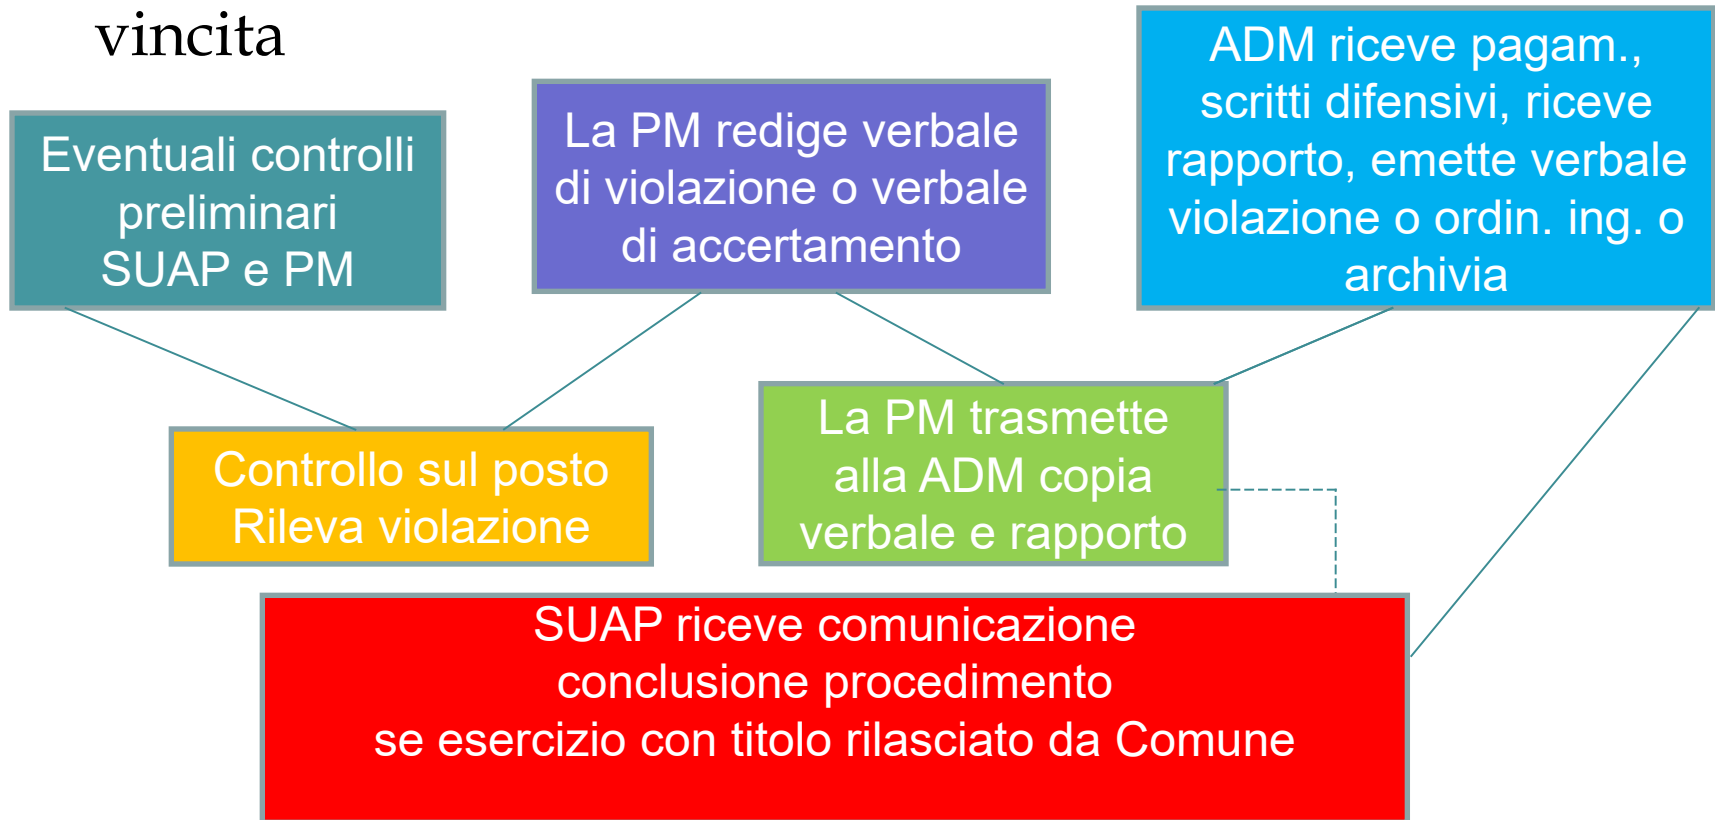 vincita
Eventuali controlli
preliminari
SUAP e PM
Controllo sul posto
Rileva violazione
La PM redige verbale
di violazione o verbale
di accertamento
La PM trasmette
alla ADM copia
verbale e rapporto
ADM riceve pagam.,
scritti difensivi, riceve
rapporto, emette verbale
violazione o ordin. ing. o
archivia
SUAP riceve comunicazione
conclusione procedimento
se esercizio con titolo rilasciato da Comune